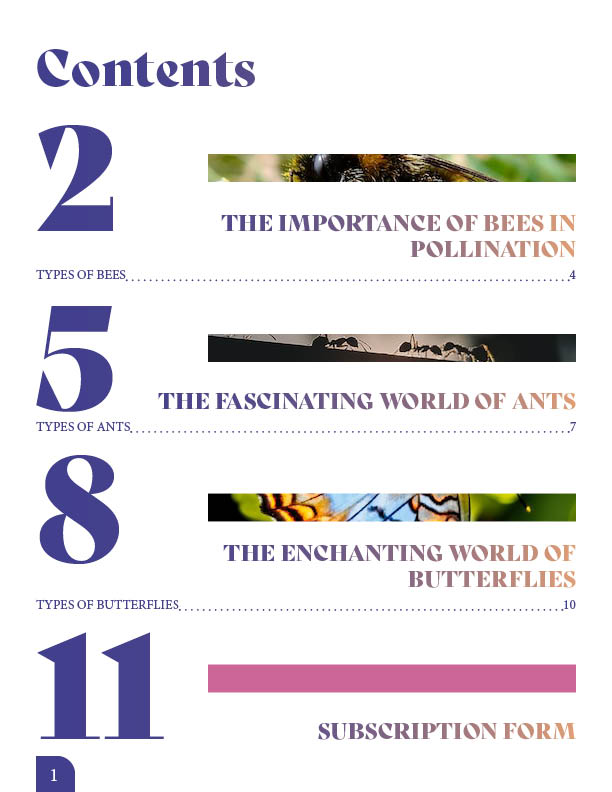 Contents
2
THE IMPORTANCE OF BEES IN
POLLINATION
TYPES OF BEES 4
5
THE FASCINATING WORLD OF ANTS
TYPES OF ANTS 7
8
THE ENCHANTING WORLD OF
BUTTERFLIES
TYPES OF BUTTERFLIES 10
11
SUBSCRIPTION FORM
1